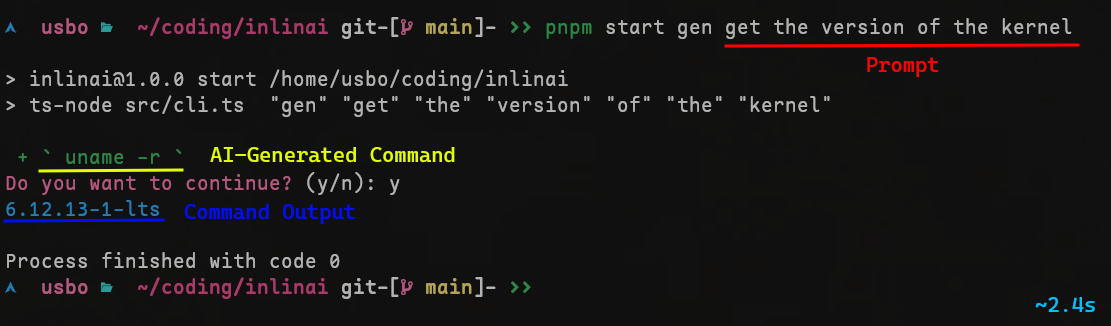 usbo ~/coding/inlinai git-[ main]- >> pnpm start gen get the version of the kernel
Prompt
> inlinai@1.0.0 start /home/usbo/coding/inlinai
> ts-node src/cli.ts  "gen" "get" "the" "version" "of" "the" "kernel"
+ ` uname -r ` AI-Generated Command
Do you want to continue? (y/n): y
6.12.13-1-lts Command Output
Process finished with code 0
usbo ~/coding/inlinai git-[ main]- >>
~2.4s